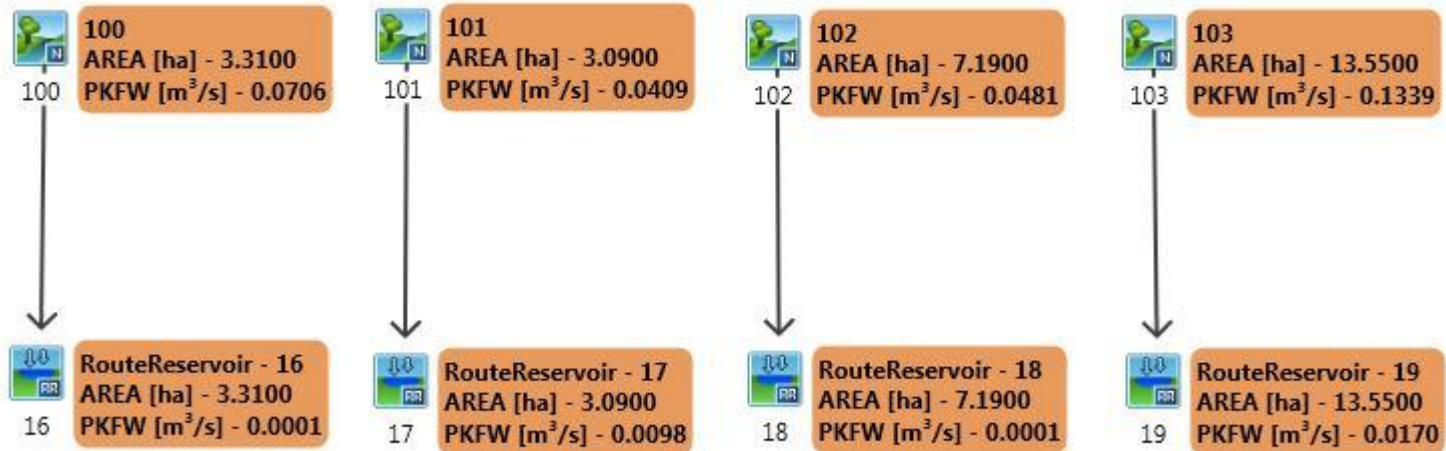 100
AREA [ha] - 3.3100
PKFW [m³/s] - 0.0706
N
100
101
AREA [ha] - 3.0900
PKFW [m³/s] - 0.0409
N
101
102
AREA [ha] - 7.1900
PKFW [m³/s] - 0.0481
N
102
103
AREA [ha] - 13.5500
PKFW [m³/s] - 0.1339
N
103
RouteReservoir - 16
AREA [ha] - 3.3100
PKFW [m³/s] - 0.0001
RR
16
RouteReservoir - 17
AREA [ha] - 3.0900
PKFW [m³/s] - 0.0098
RR
17
RouteReservoir - 18
AREA [ha] - 7.1900
PKFW [m³/s] - 0.0001
RR
18
RouteReservoir - 19
AREA [ha] - 13.5500
PKFW [m³/s] - 0.0170
RR
19